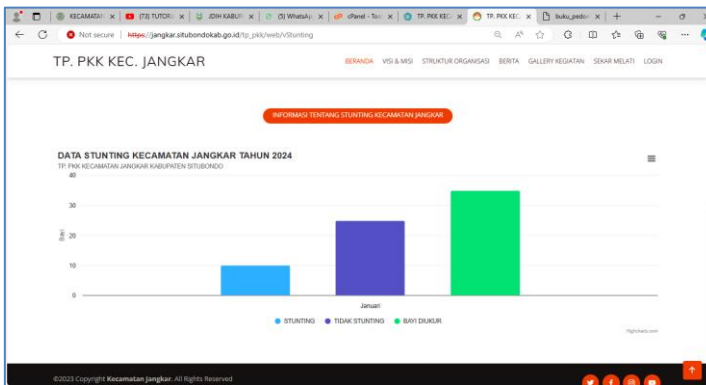 KECAMATAN
(73) TUTOR
JDIH KABUP
(5) WhatsAp
cPanel - Too
TP. PKK KEC
TP. PKK KEC.
buku_pedor
Not secure | https://jangkar.situbondokab.go.id/tp_pkk/web/vStunting
TP. PKK KEC. JANGKAR
BERANDA VISI & MISI STRUKTUR ORGANISASI BERITA GALLERY KEGIATAN SEKAR MELATI LOGIN
INFORMASI TENTANG STUNTING KECAMATAN JANGKAR
DATA STUNTING KECAMATAN JANGKAR TAHUN 2024
TP. PKK KECAMATAN JANGKAR KABUPATEN SITUBONDO
40
30
20
10
0
Bayi
Januari
STUNTING TIDAK STUNTING BAYI DIUKUR
Highcharts.com
©2023 Copyright Kecamatan Jangkar. All Rights Reserved